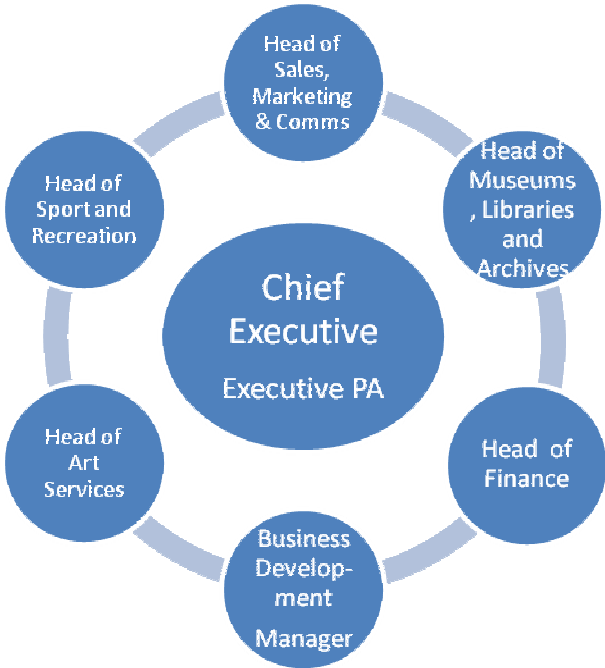 Head of
Sales,
Marketing
& Comms
Head of
Museums
, Libraries
and
Archives
Head of
Finance
Business
Develop-
ment
Manager
Head of
Art
Services
Head of
Sport and
Recreation
Chief
Executive
Executive PA